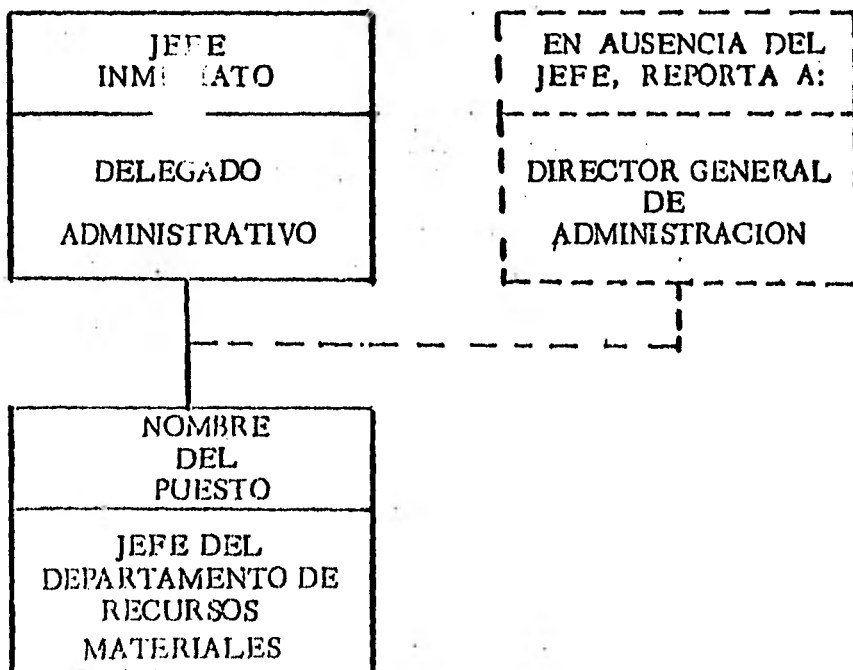 JEFE
INMEDIATO
DELEGADO
ADMINISTRATIVO
EN AUSENCIA DEL
JEFE, REPORTA A:
DIRECTOR GENERAL
DE
ADMINISTRACION
NOMBRE
DEL
PUESTO
JEFE DEL
DEPARTAMENTO DE
RECURSOS
MATERIALES